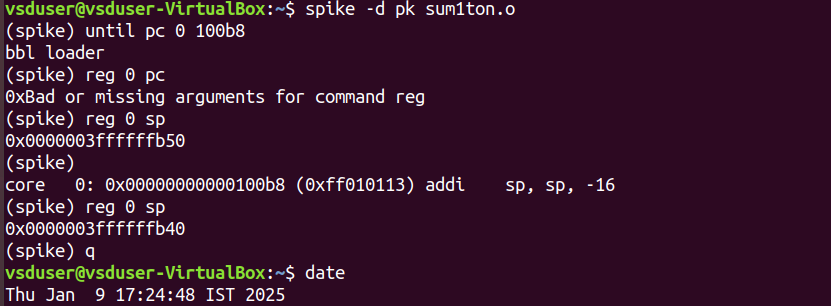 vsduser@vsduser-VirtualBox:~$ spike -d pk sum1ton.o
(spike) until pc 0 100b8
bbl loader
(spike) reg 0 pc
0xBad or missing arguments for command reg
(spike) reg 0 sp
0x0000003ffffffb50
(spike)
core   0: 0x00000000000100b8 (0xff010113) addi    sp, sp, -16
(spike) reg 0 sp
0x0000003ffffffb40
(spike) q
vsduser@vsduser-VirtualBox:~$ date
Thu Jan  9 17:24:48 IST 2025